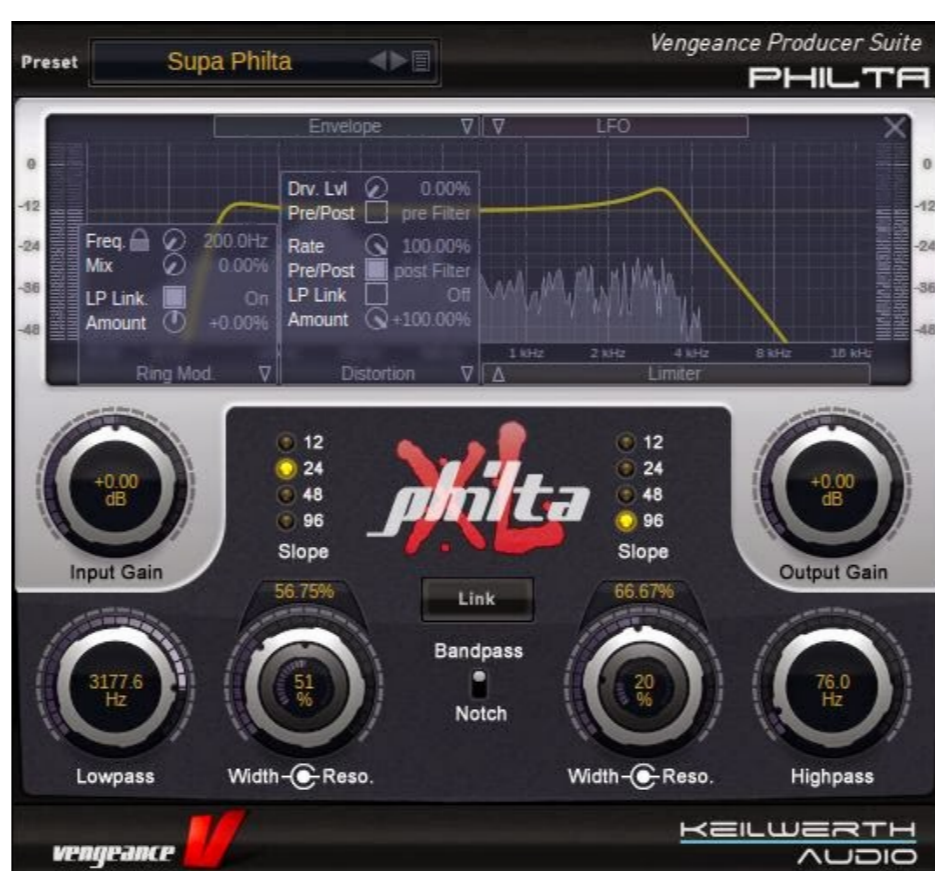 Preset
Supa Philta
Vengeance Producer Suite
PHILTA
Envelope
LFO
0
-12
-24
-36
-48
0
-12
-24
-36
-48
Freq. 200.0Hz
Mix 0.00%
LP Link. On
Amount +0.00%
Ring Mod.
Drv. Lvl 0.00%
Pre/Post pre Filter
Rate 100.00%
Pre/Post post Filter
LP Link Off
Amount +100.00%
Distortion
1 kHz 2 kHz 4 kHz 8 kHz 16 kHz
Limiter
+0.00
dB
Input Gain
12
24
48
96
Slope
XL
philta
12
24
48
96
Slope
+0.00
dB
Output Gain
3177.6
Hz
Lowpass
56.75%
51
%
Width Reso.
Link
Bandpass
Notch
66.67%
20
%
Width Reso.
76.0
Hz
Highpass
vengeance V
KEILWERTH
AUDIO